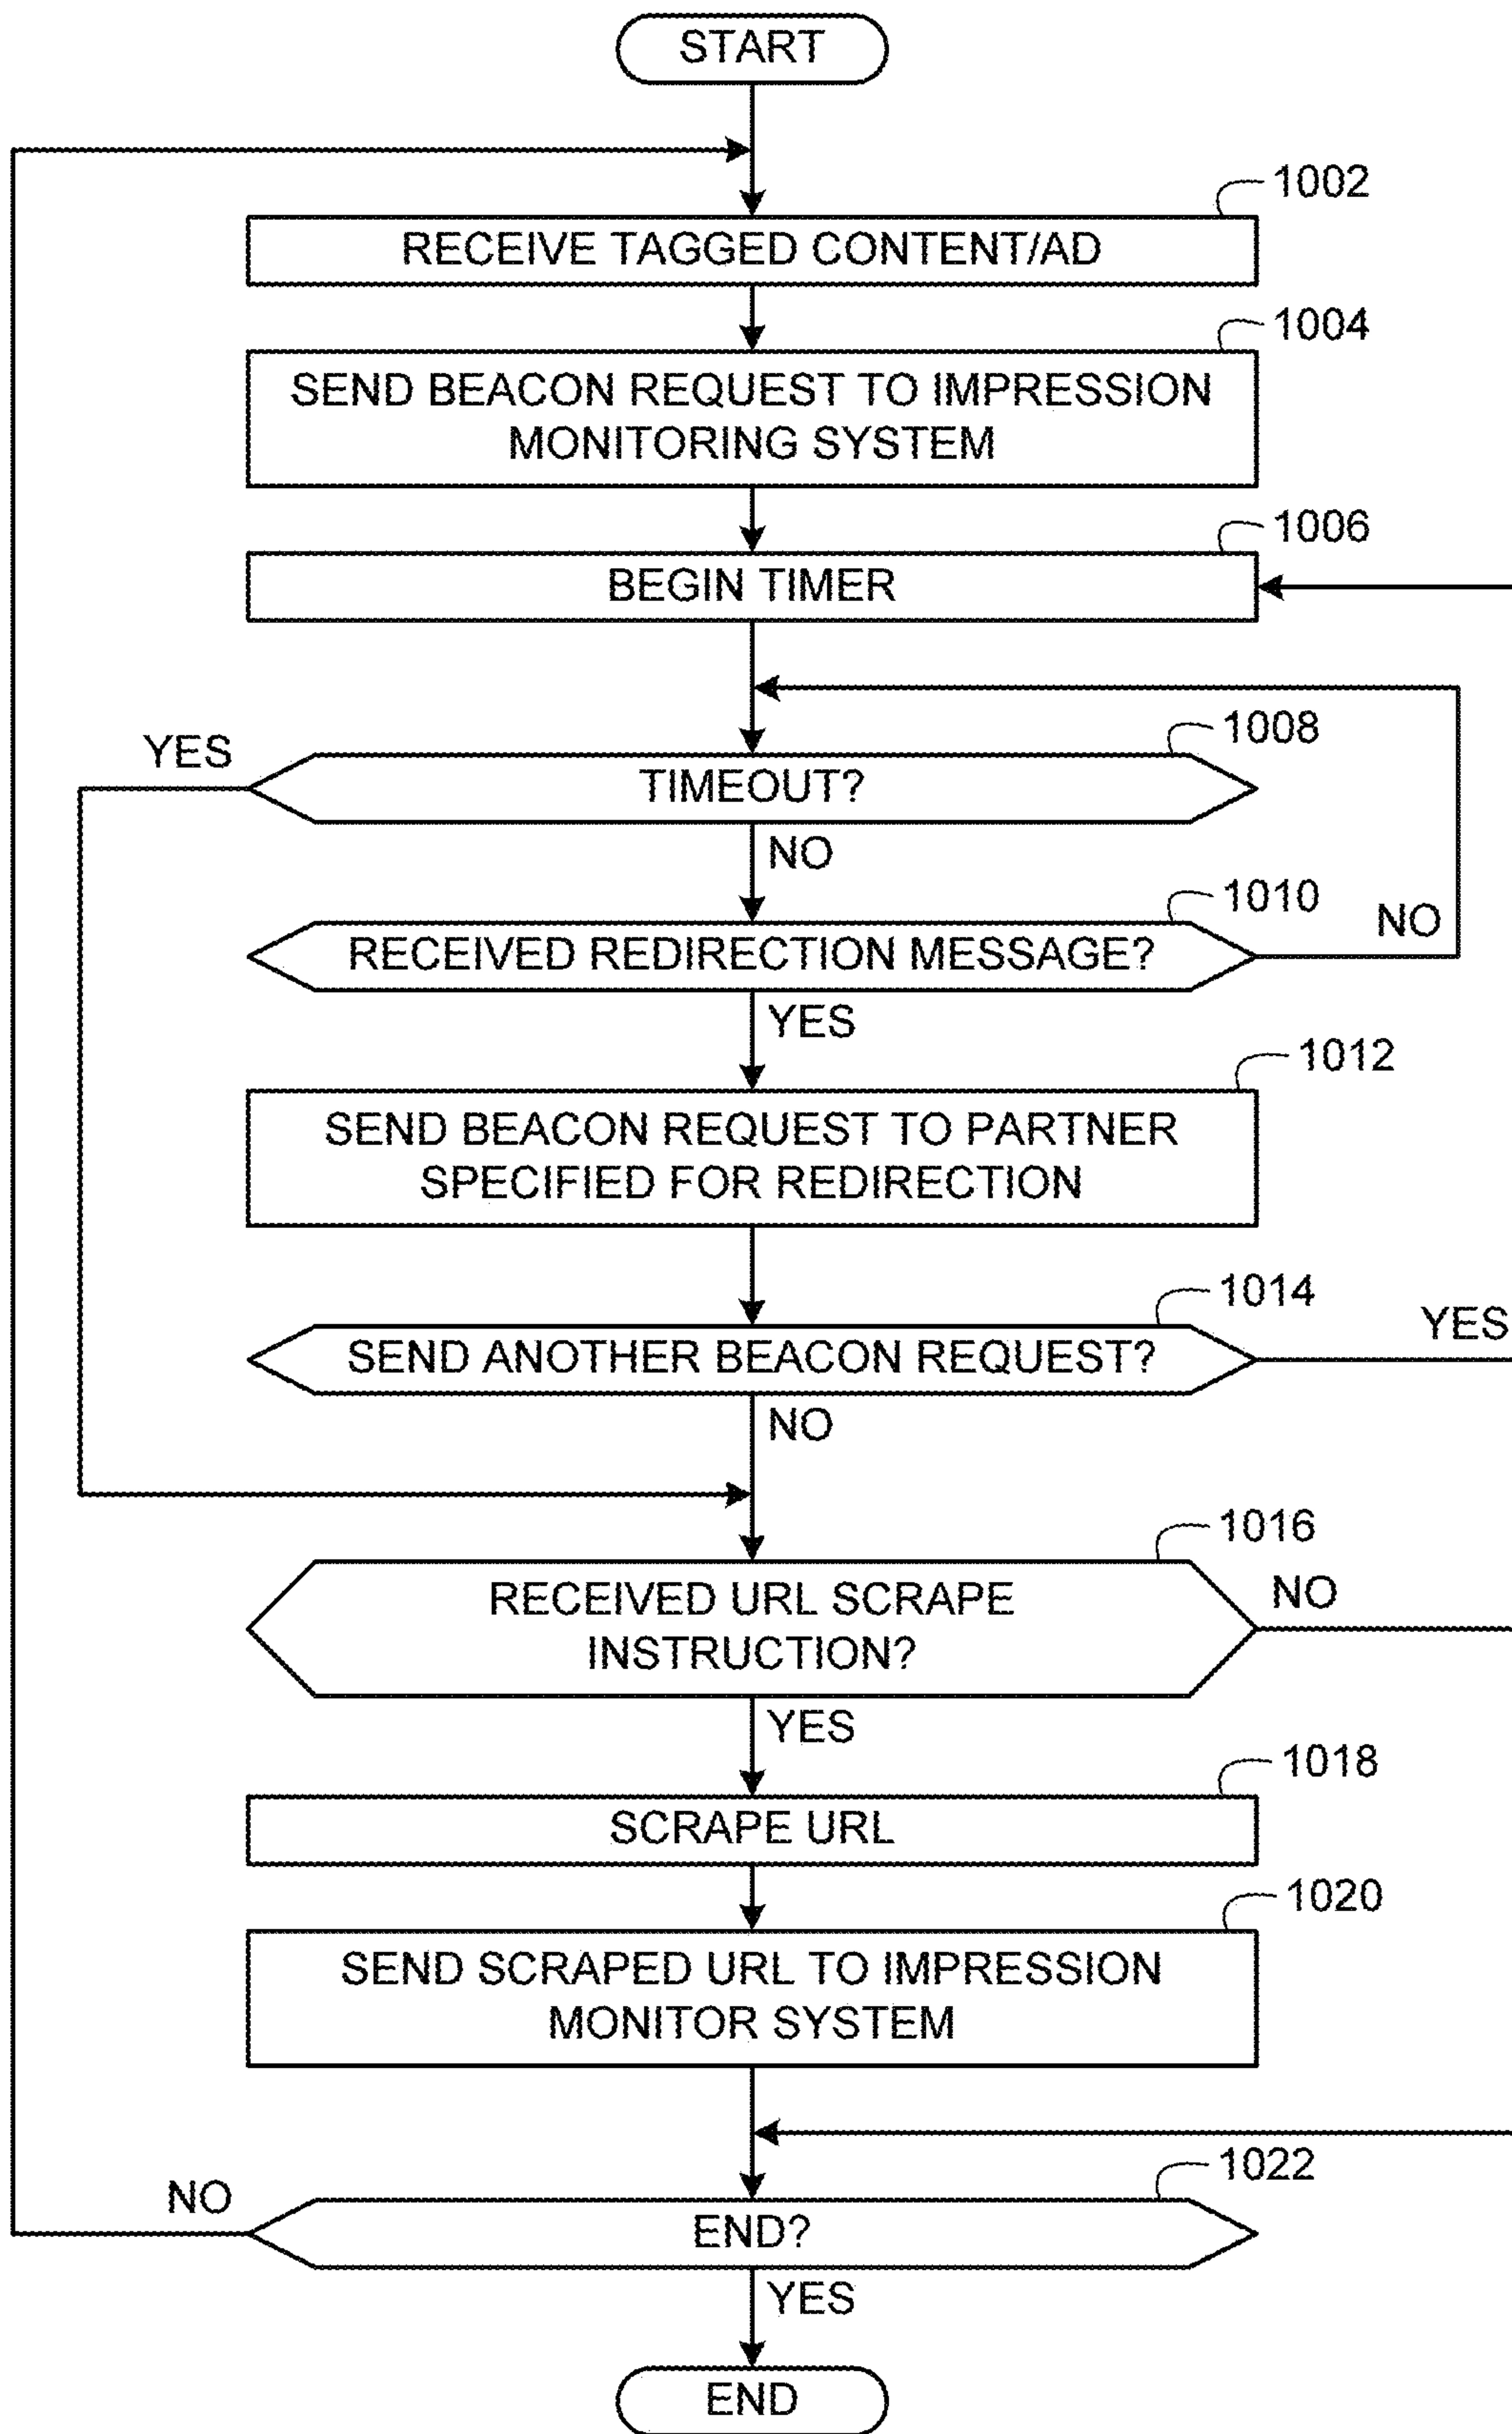 START
1002
RECEIVE TAGGED CONTENT/AD
1004
SEND BEACON REQUEST TO IMPRESSION
MONITORING SYSTEM
1006
BEGIN TIMER
1008
YES
TIMEOUT?
NO
1010
NO
RECEIVED REDIRECTION MESSAGE?
YES
1012
SEND BEACON REQUEST TO PARTNER
SPECIFIED FOR REDIRECTION
1014
YES
SEND ANOTHER BEACON REQUEST?
NO
1016
NO
RECEIVED URL SCRAPE
INSTRUCTION?
YES
1018
SCRAPE URL
1020
SEND SCRAPED URL TO IMPRESSION
MONITOR SYSTEM
1022
NO
END?
YES
END